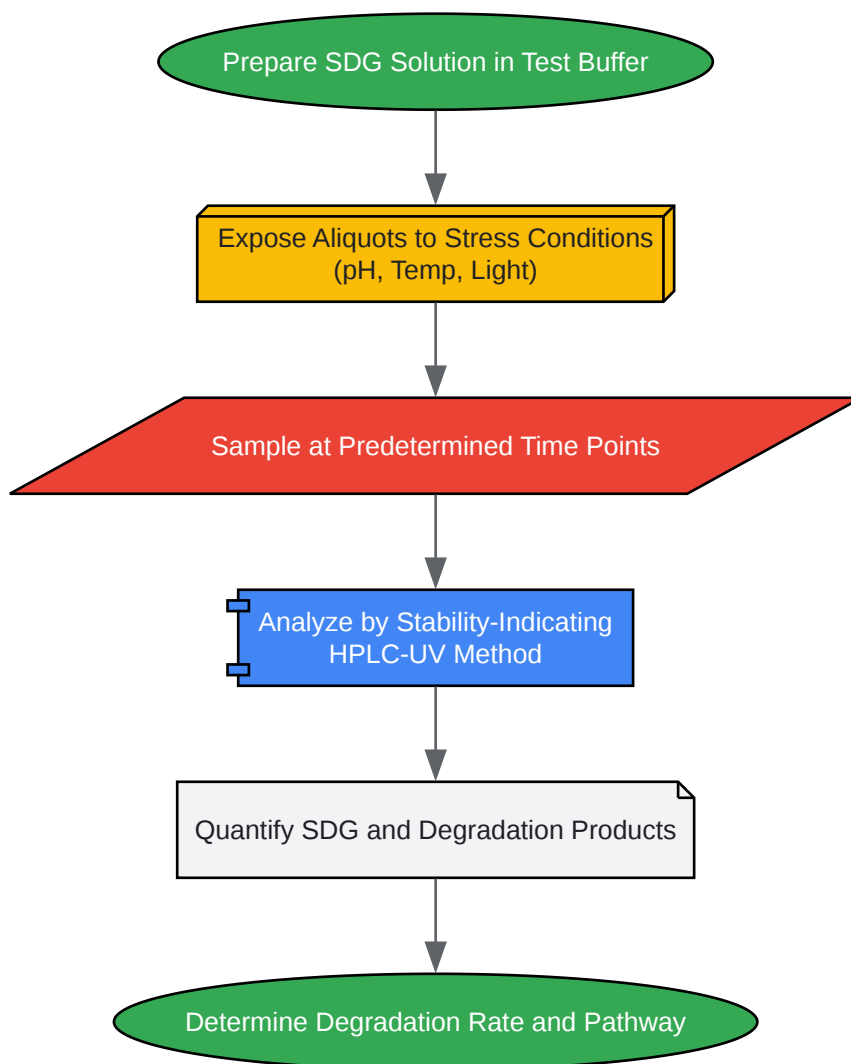 Prepare SDG Solution in Test Buffer
Expose Aliquots to Stress Conditions
(pH, Temp, Light)
Sample at Predetermined Time Points
Analyze by Stability-Indicating
HPLC-UV Method
Quantify SDG and Degradation Products
Determine Degradation Rate and Pathway